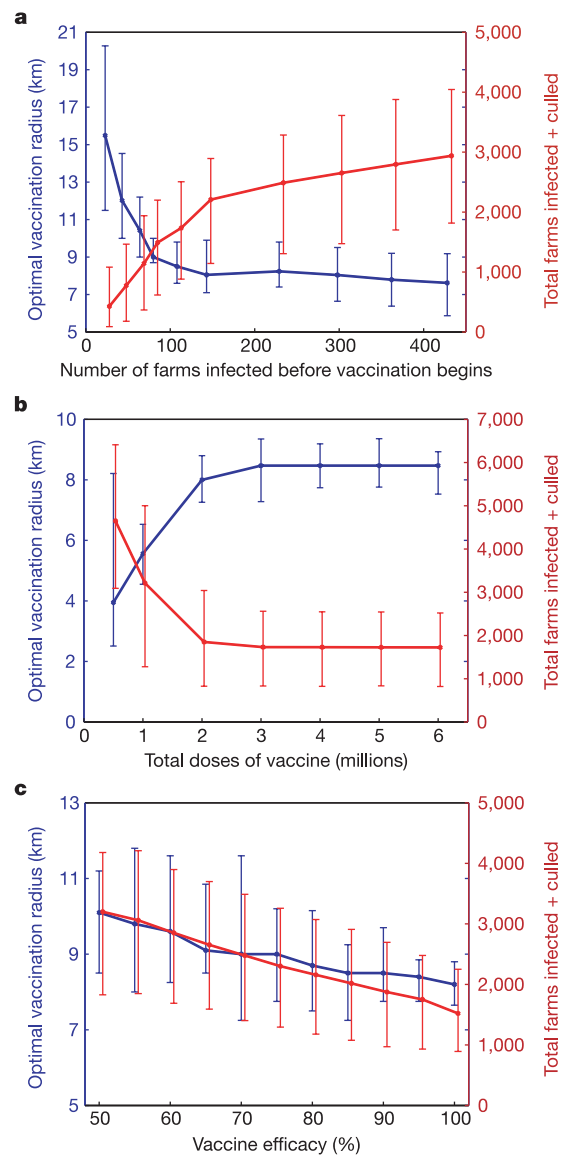 a
21
19
17
15
13
11
9
7
5
Optimal vaccination radius (km)
5,000
4,000
3,000
2,000
1,000
0
Total farms infected + culled
0 100 200 300 400
Number of farms infected before vaccination begins
b
10
8
6
4
2
0
Optimal vaccination radius (km)
7,000
6,000
5,000
4,000
3,000
2,000
1,000
0
Total farms infected + culled
0 1 2 3 4 5 6
Total doses of vaccine (millions)
c
13
11
9
7
5
Optimal vaccination radius (km)
5,000
4,000
3,000
2,000
1,000
0
Total farms infected + culled
50 60 70 80 90 100
Vaccine efficacy (%)